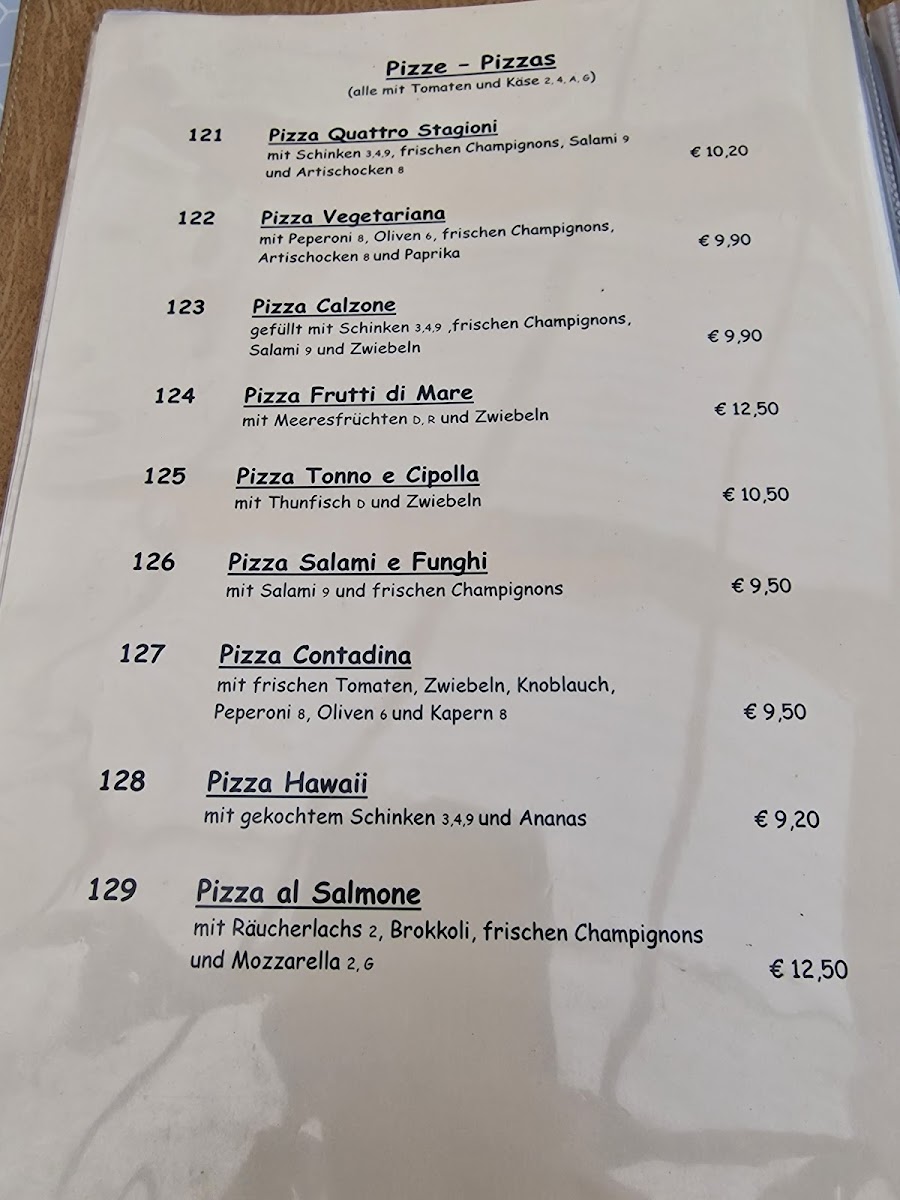 Pizze - Pizzas
(alle mit Tomaten und Käse 2, 4, A, G)
121 Pizza Quattro Stagioni
mit Schinken 3,4,9, frischen Champignons, Salami 9
und Artischocken 8 € 10,20
122 Pizza Vegetariana
mit Peperoni 8, Oliven 6, frischen Champignons,
Artischocken 8 und Paprika € 9,90
123 Pizza Calzone
gefüllt mit Schinken 3,4,9 ,frischen Champignons,
Salami 9 und Zwiebeln € 9,90
124 Pizza Frutti di Mare
mit Meeresfrüchten D, R und Zwiebeln € 12,50
125 Pizza Tonno e Cipolla
mit Thunfisch D und Zwiebeln € 10,50
126 Pizza Salami e Funghi
mit Salami 9 und frischen Champignons € 9,50
127 Pizza Contadina
mit frischen Tomaten, Zwiebeln, Knoblauch,
Peperoni 8, Oliven 6 und Kapern 8 € 9,50
128 Pizza Hawaii
mit gekochtem Schinken 3,4,9 und Ananas € 9,20
129 Pizza al Salmone
mit Räucherlachs 2, Brokkoli, frischen Champignons
und Mozzarella 2, G € 12,50